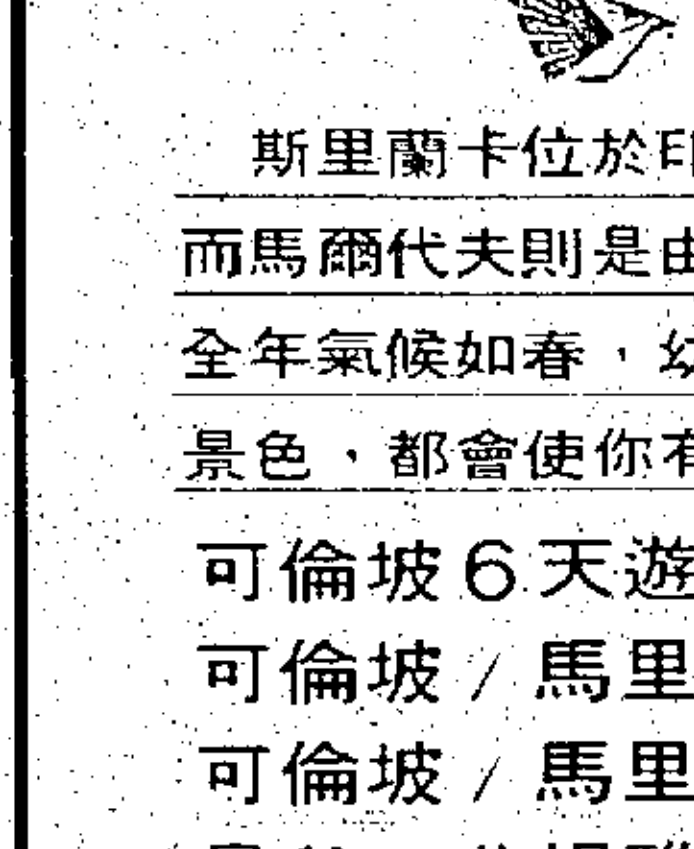 斯里蘭卡位於印
而馬爾代夫則是由
全年氣候如春，幼
景色，都會使你有
可倫坡6天遊
可倫坡/馬里
可倫坡/馬里